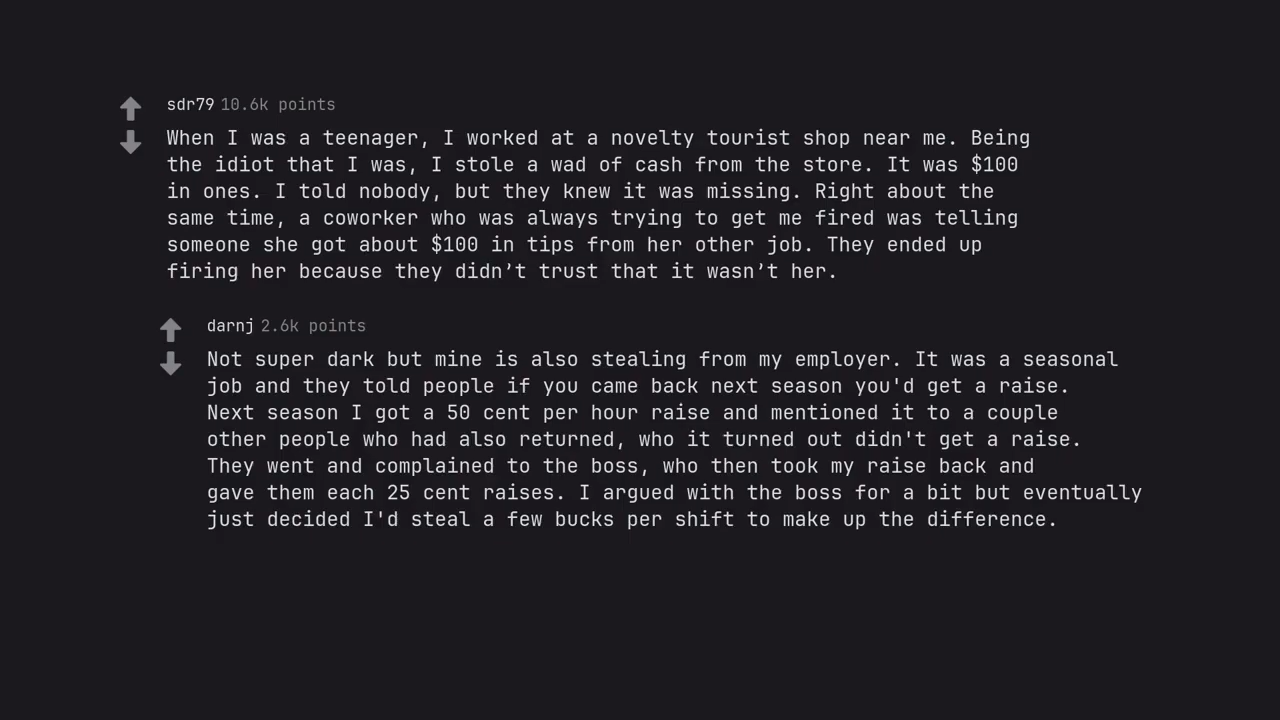 sdr79 10.6k points
When I was a teenager, I worked at a novelty tourist shop near me. Being
the idiot that I was, I stole a wad of cash from the store. It was $100
in ones. I told nobody, but they knew it was missing. Right about the
same time, a coworker who was always trying to get me fired was telling
someone she got about $100 in tips from her other job. They ended up
firing her because they didn’t trust that it wasn’t her.
darnj 2.6k points
Not super dark but mine is also stealing from my employer. It was a seasonal
job and they told people if you came back next season you'd get a raise.
Next season I got a 50 cent per hour raise and mentioned it to a couple
other people who had also returned, who it turned out didn't get a raise.
They went and complained to the boss, who then took my raise back and
gave them each 25 cent raises. I argued with the boss for a bit but eventually
just decided I'd steal a few bucks per shift to make up the difference.